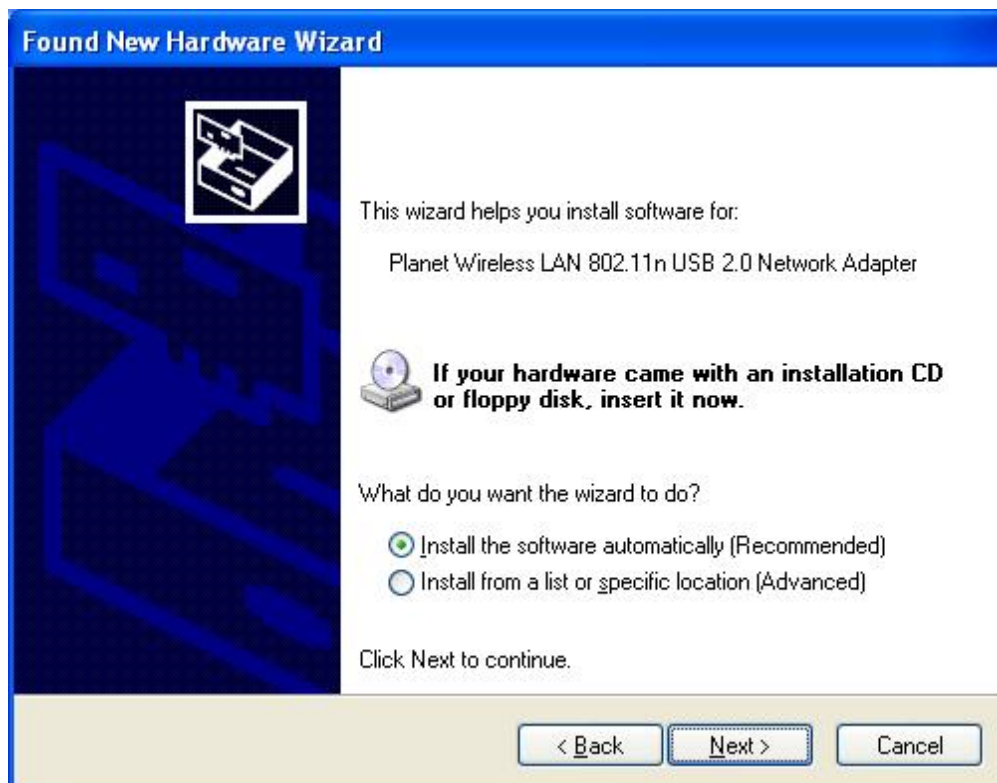 Found New Hardware Wizard
This wizard helps you install software for:
Planet Wireless LAN 802.11n USB 2.0 Network Adapter
If your hardware came with an installation CD
or floppy disk, insert it now.
What do you want the wizard to do?
Install the software automatically (Recommended)
Install from a list or specific location (Advanced)
Click Next to continue.
< Back Next > Cancel